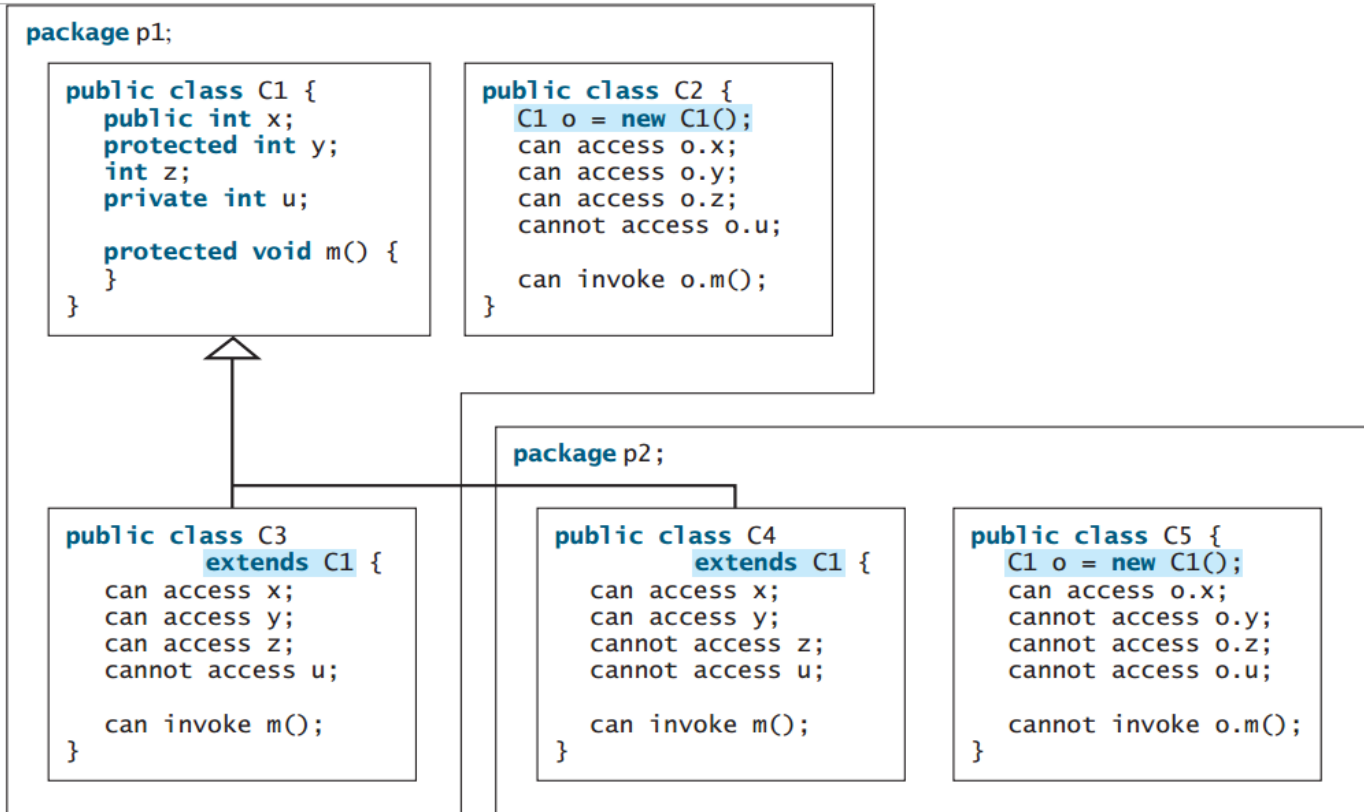 package p1;
public class C1 {
public int x;
protected int y;
int z;
private int u;
protected void m() {
}
}
public class C2 {
C1 o = new C1();
can access o.x;
can access o.y;
can access o.z;
cannot access o.u;
can invoke o.m();
}
package p2;
public class C3
extends C1 {
can access x;
can access y;
can access z;
cannot access u;
can invoke m();
}
public class C4
extends C1 {
can access x;
can access y;
cannot access z;
cannot access u;
can invoke m();
}
public class C5 {
C1 o = new C1();
can access o.x;
cannot access o.y;
cannot access o.z;
cannot access o.u;
cannot invoke o.m();
}